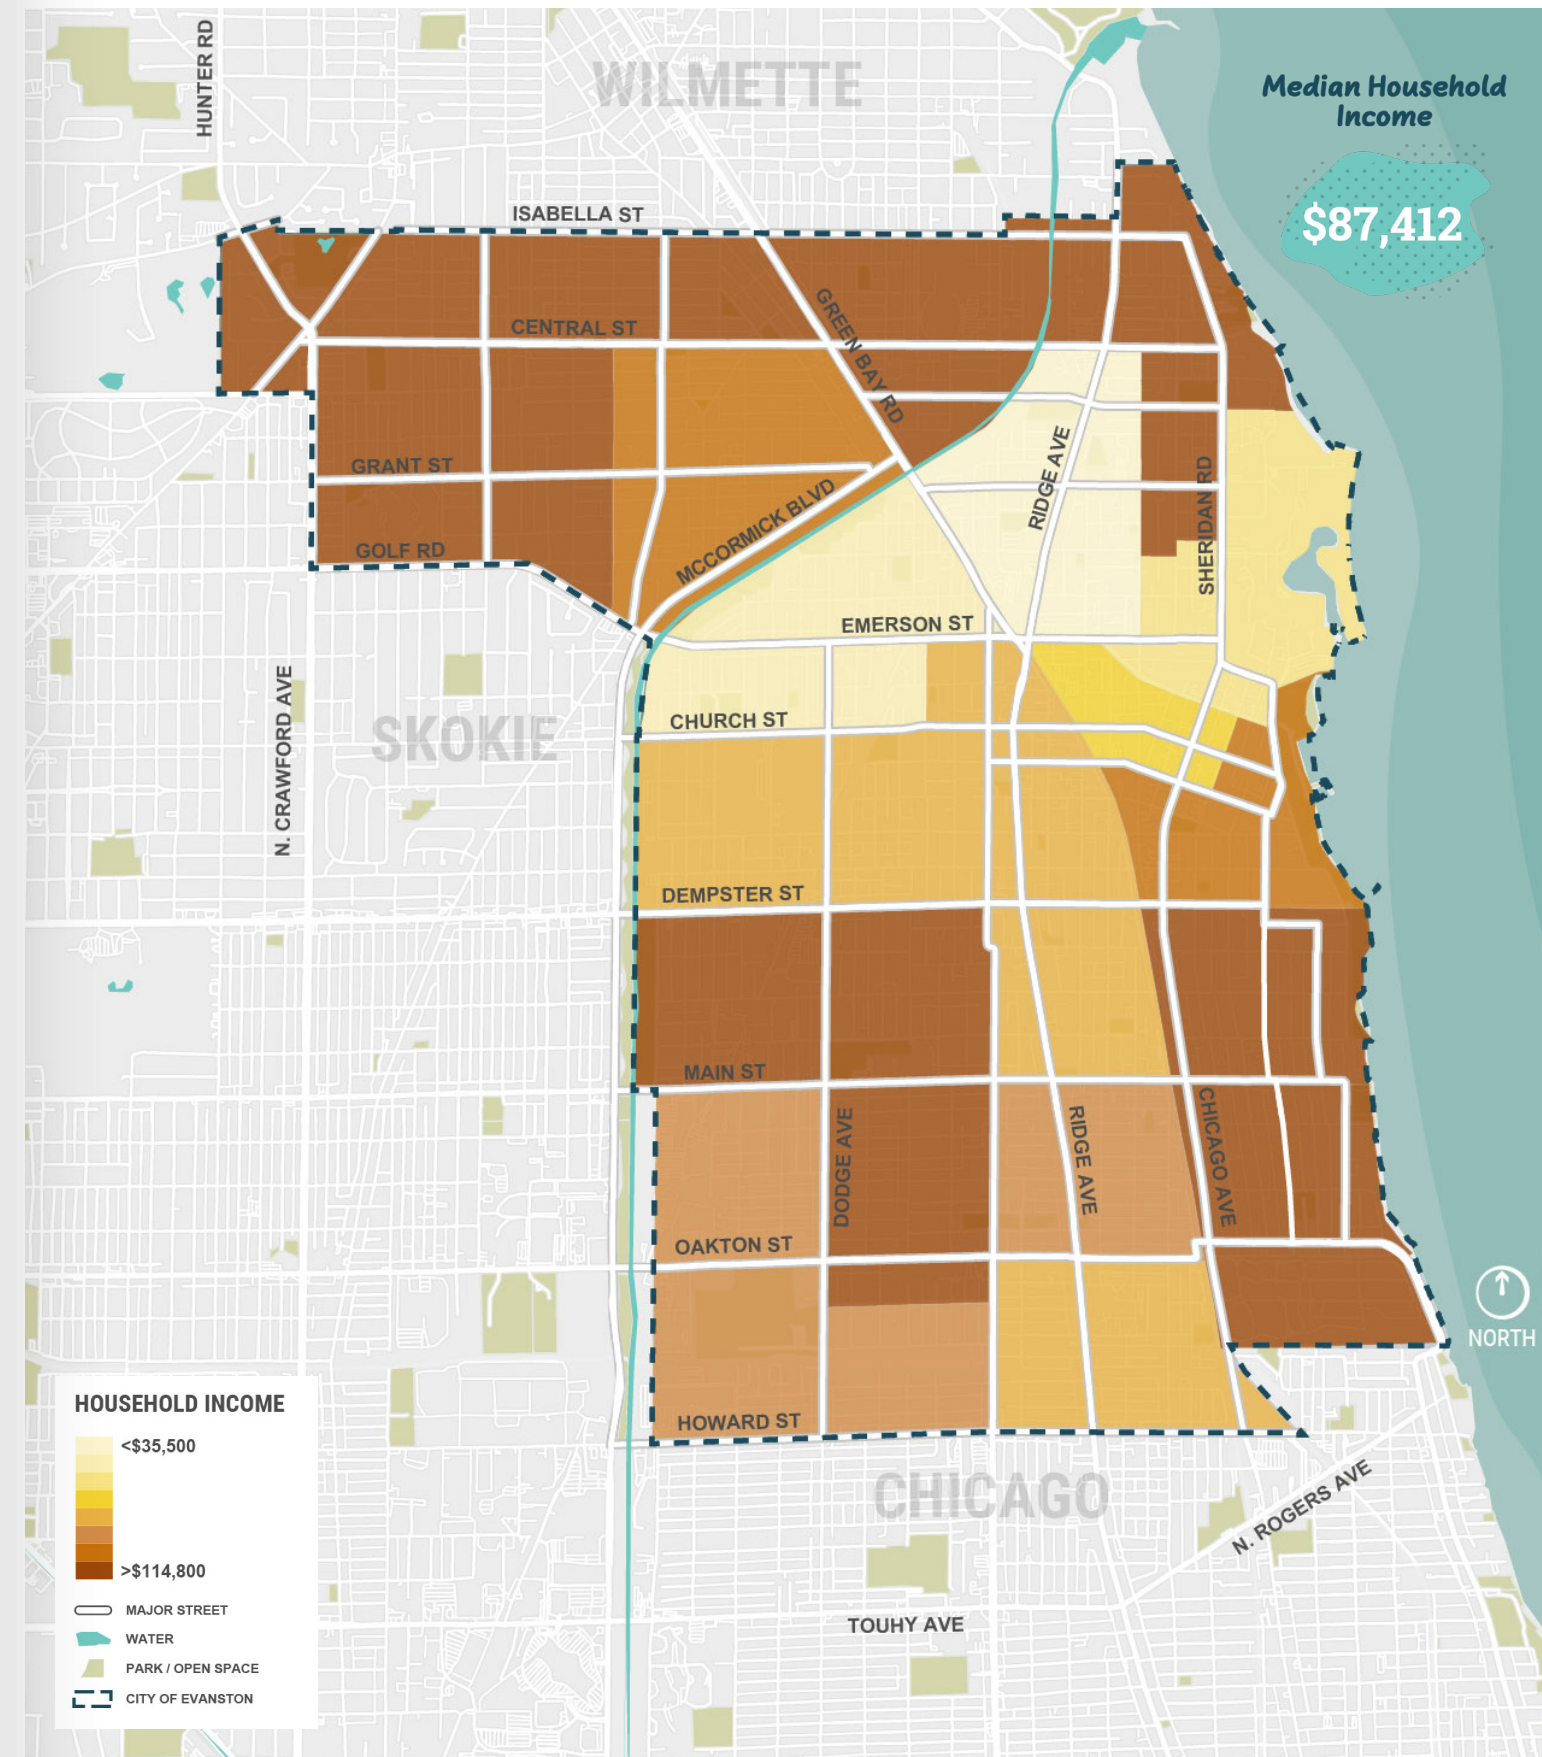 HUNTER RD
WILMETTE
Median Household
Income
$87,412
ISABELLA ST
CENTRAL ST
GREEN BAY RD
GRANT ST
MCCORMICK BLVD
RIDGE AVE
SHERIDAN RD
GOLF RD
EMERSON ST
N. CRAWFORD AVE
SKOKIE
CHURCH ST
DEMPSTER ST
MAIN ST
DODGE AVE
RIDGE AVE
CHICAGO AVE
OAKTON ST
NORTH
HOWARD ST
CHICAGO
N. ROGERS AVE
TOUHY AVE
HOUSEHOLD INCOME
<$35,500
>$114,800
MAJOR STREET
WATER
PARK / OPEN SPACE
CITY OF EVANSTON